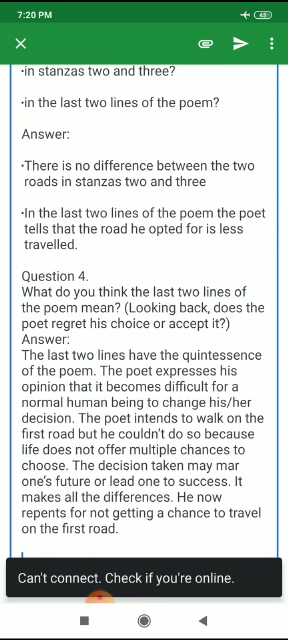 7:20 PM
45
·in stanzas two and three?
·in the last two lines of the poem?
Answer:
·There is no difference between the two
roads in stanzas two and three
·In the last two lines of the poem the poet
tells that the road he opted for is less
travelled.
Question 4.
What do you think the last two lines of
the poem mean? (Looking back, does the
poet regret his choice or accept it?)
Answer:
The last two lines have the quintessence
of the poem. The poet expresses his
opinion that it becomes difficult for a
normal human being to change his/her
decision. The poet intends to walk on the
first road but he couldn't do so because
life does not offer multiple chances to
choose. The decision taken may mar
one's future or lead one to success. It
makes all the differences. He now
repents for not getting a chance to travel
on the first road.
Can't connect. Check if you're online.